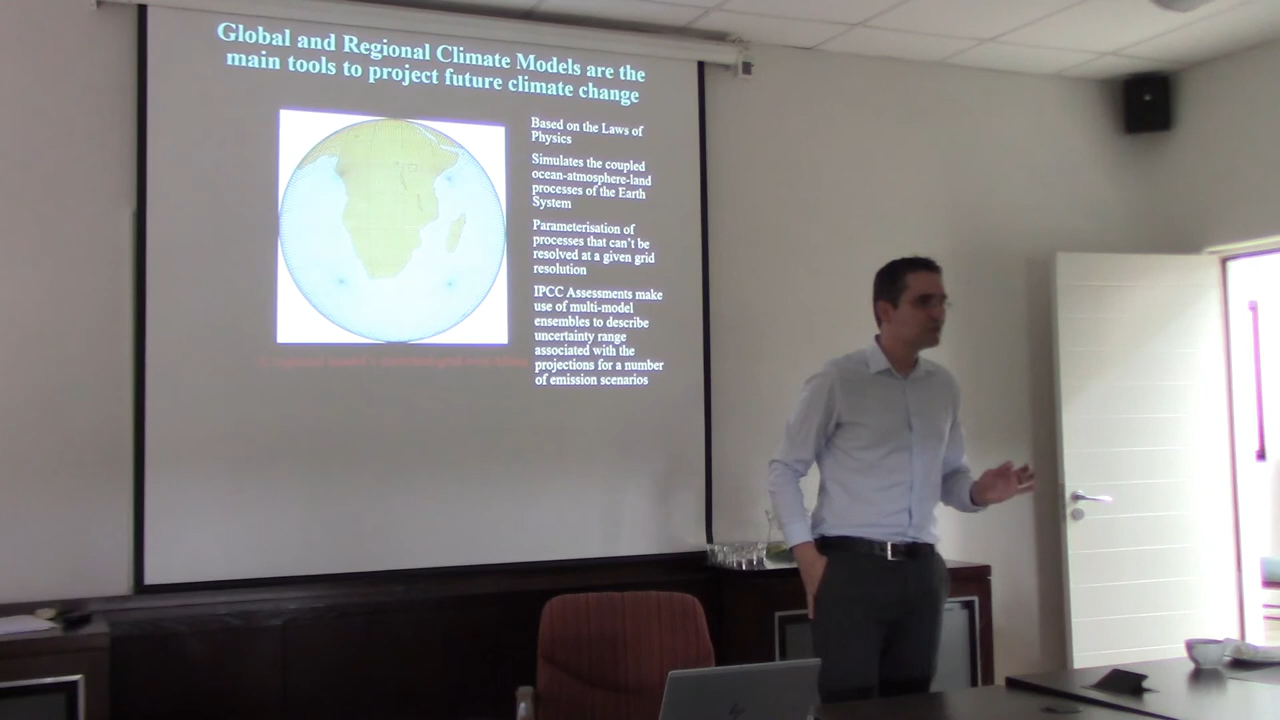 Global and Regional Climate Models are the
main tools to project future climate change
Based on the Laws of
Physics
Simulates the coupled
ocean-atmosphere-land
processes of the Earth
System
Parameterisation of
processes that can't be
resolved at a given grid
resolution
IPCC Assessments make
use of multi-model
ensembles to describe
uncertainty range
associated with the
projections for a number
of emission scenarios